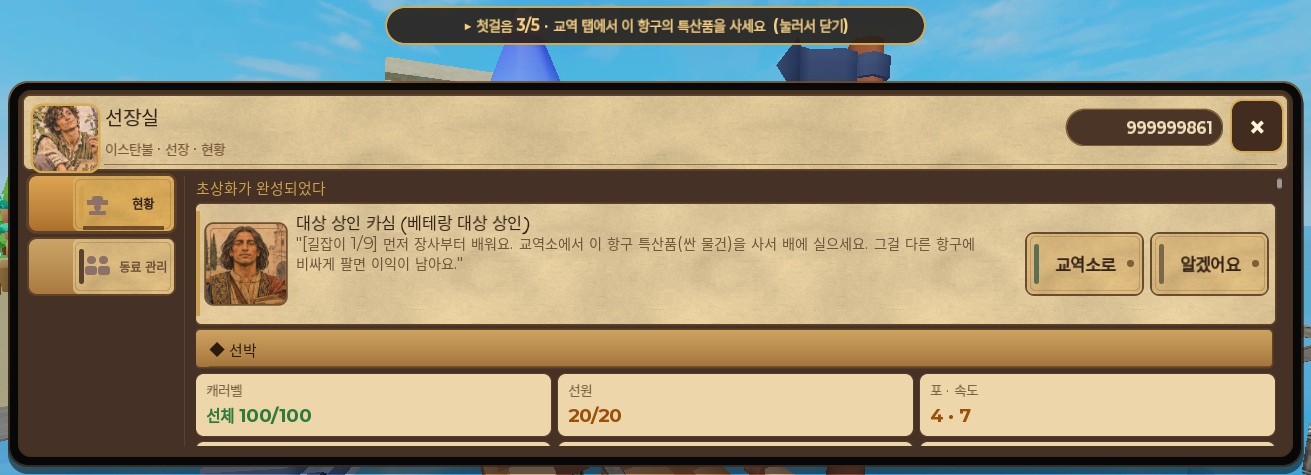 ▸ 첫걸음 3/5 · 교역 탭에서 이 항구의 특산품을 사세요 (눌러서 닫기)
선장실
이스탄불 · 선장 · 현황
999999861
×
현황
동료 관리
초상화가 완성되었다
대상 상인 카심 (베테랑 대상 상인)
"[길잡이 1/9] 먼저 장사부터 배워요. 교역소에서 이 항구 특산품(싼 물건)을 사서 배에 실으세요. 그걸 다른 항구에
비싸게 팔면 이익이 남아요."
교역소로
알겠어요
◆ 선박
캐러벨
선체 100/100
선원
20/20
포 · 속도
4 · 7